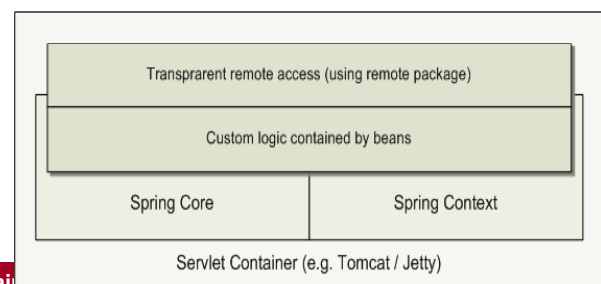 Transprarent remote access (using remote package)
Custom logic contained by beans
Spring Core
Spring Context
Servlet Container (e.g. Tomcat / Jetty)